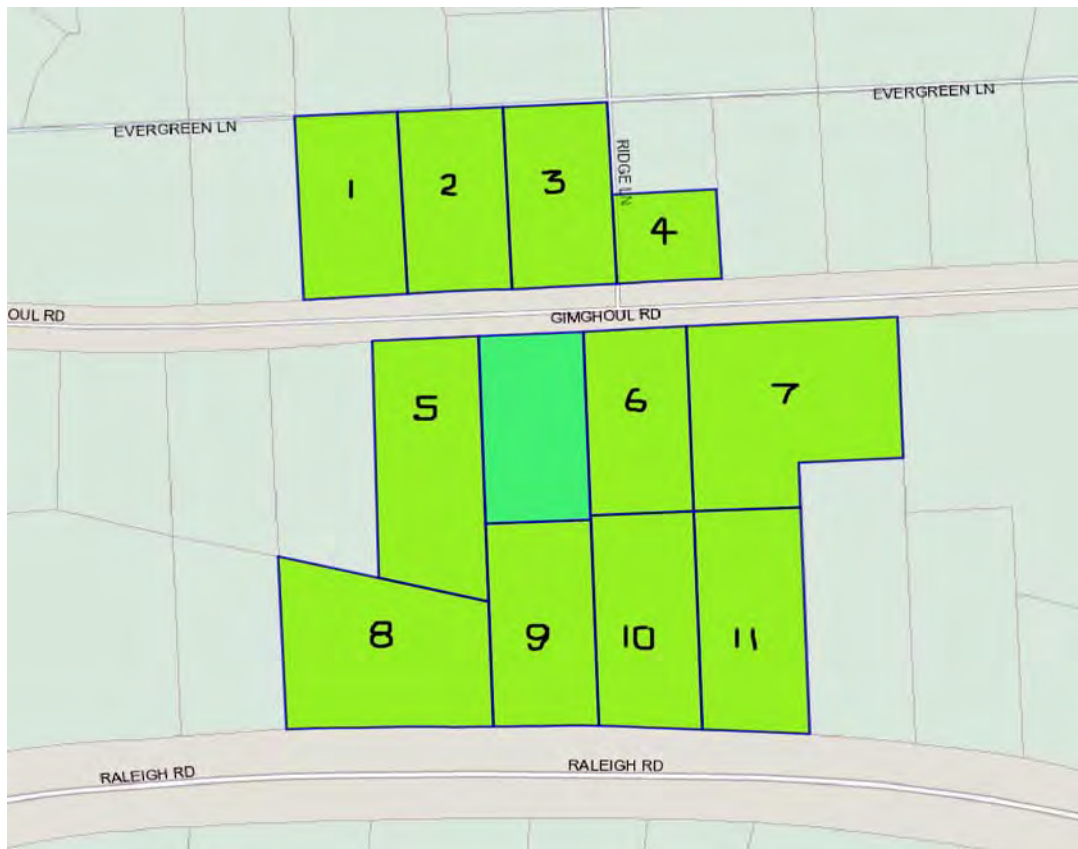 EVERGREEN LN
EVERGREEN LN
RIDGE LN
1
2
3
4
OUL RD
GIMGHOUL RD
5
6
7
8
9
10
11
RALEIGH RD
RALEIGH RD